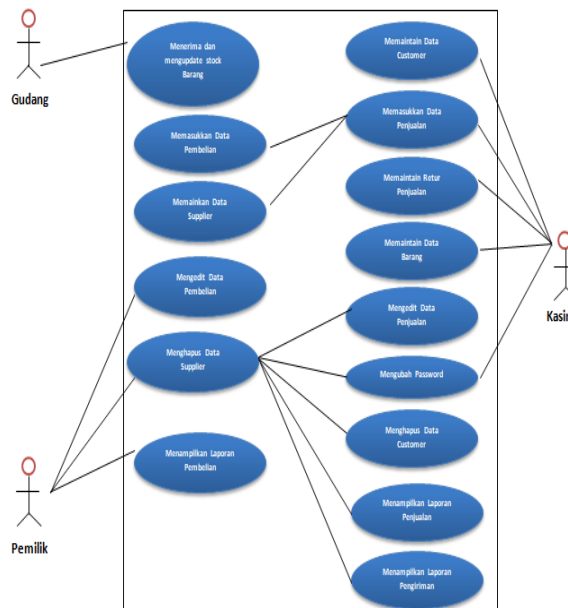 Gudang
Menerima dan
mengupdate stock
Barang
Memasukkan Data
Pembelian
Memainkan Data
Supplier
Mengedit Data
Pembelian
Menghapus Data
Supplier
Menampilkan Laporan
Pembelian
Pemilik
Memaintain Data
Customer
Memasukkan Data
Penjualan
Memaintain Retur
Penjualan
Memaintain Data
Barang
Mengedit Data
Penjualan
Mengubah Password
Menghapus Data
Customer
Menampilkan Laporan
Penjualan
Menampilkan Laporan
Pengiriman
Kasir